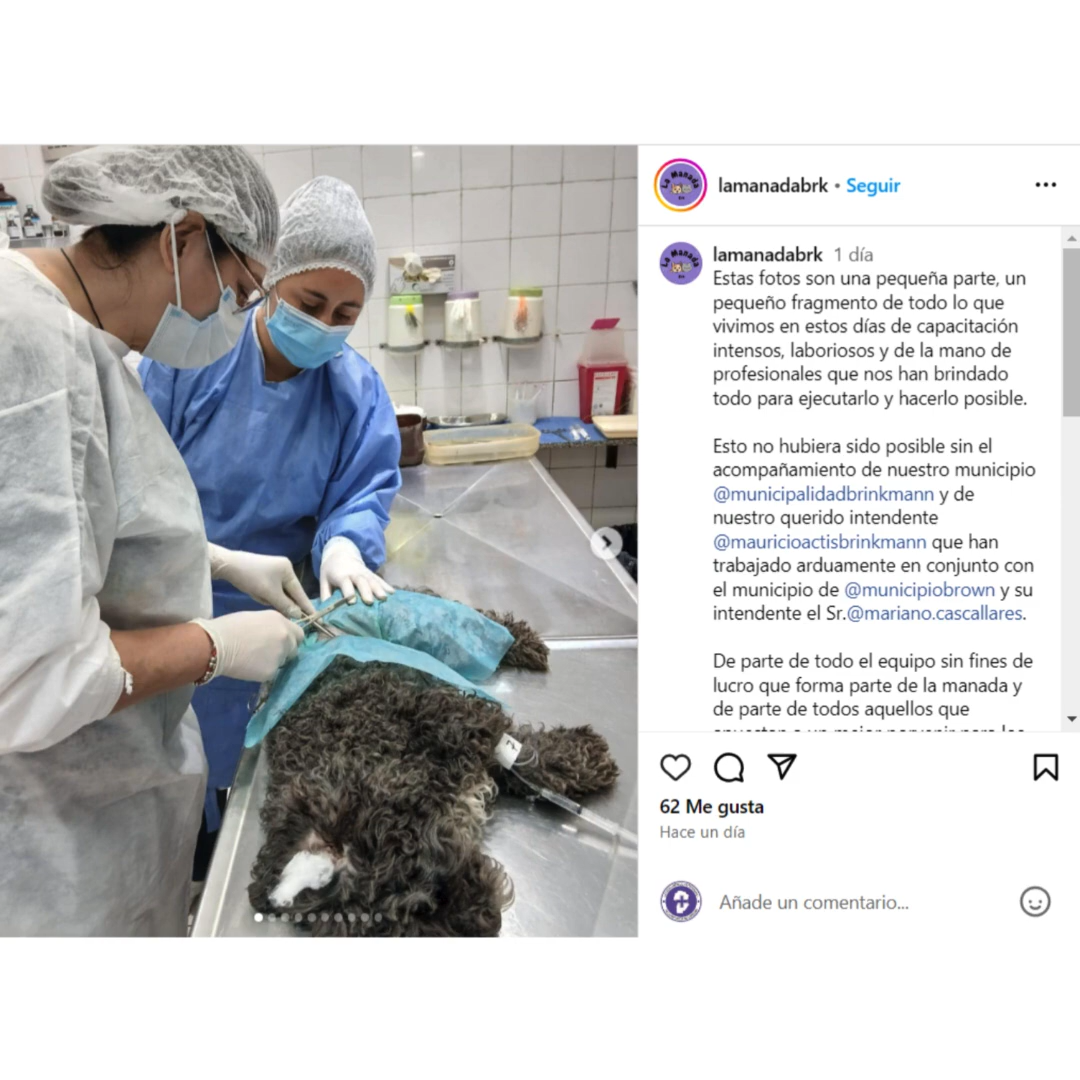 lamanadabrk • Seguir
La Manada
La Manada
lamanadabrk 1 día
Estas fotos son una pequeña parte, un
pequeño fragmento de todo lo que
vivimos en estos días de capacitación
intensos, laboriosos y de la mano de
profesionales que nos han brindado
todo para ejecutarlo y hacerlo posible.
Esto no hubiera sido posible sin el
acompañamiento de nuestro municipio
@municipalidadbrinkmann y de
nuestro querido intendente
@mauricioactisbrinkmann que han
trabajado arduamente en conjunto con
el municipio de @municipiobrown y su
intendente el Sr.@mariano.cascallares.
De parte de todo el equipo sin fines de
lucro que forma parte de la manada y
de parte de todos aquellos que
62 Me gusta
Hace un día
Añade un comentario...
7